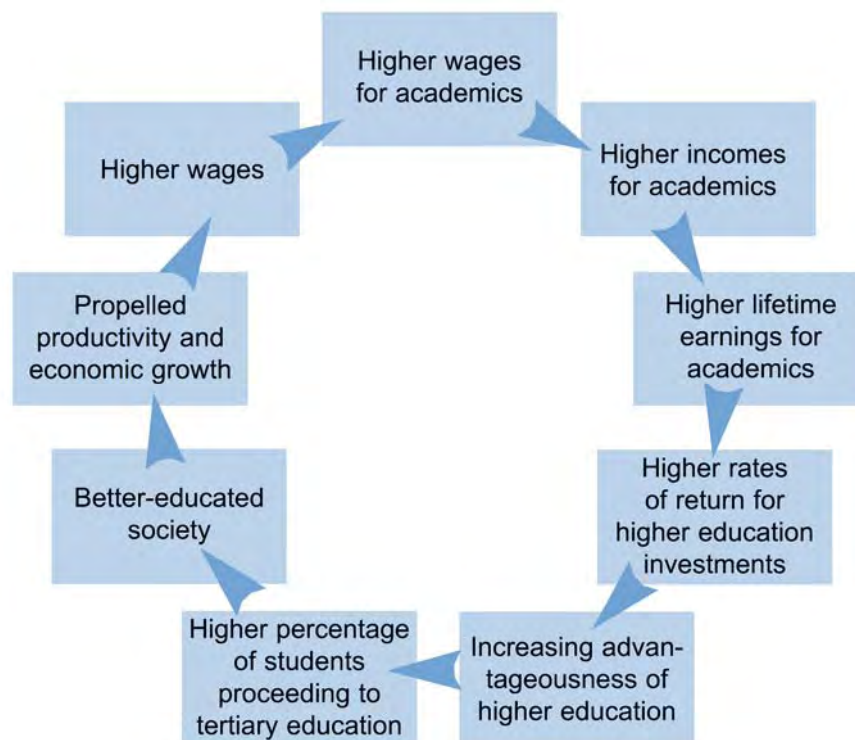 Higher wages
for academics
Higher incomes
for academics
Higher lifetime
earnings for
academics
Higher rates
of return for
higher education
investments
Increasing advan-
tageousness of
higher education
Higher percentage
of students
proceeding to
tertiary education
Better-educated
society
Propelled
productivity and
economic growth
Higher wages